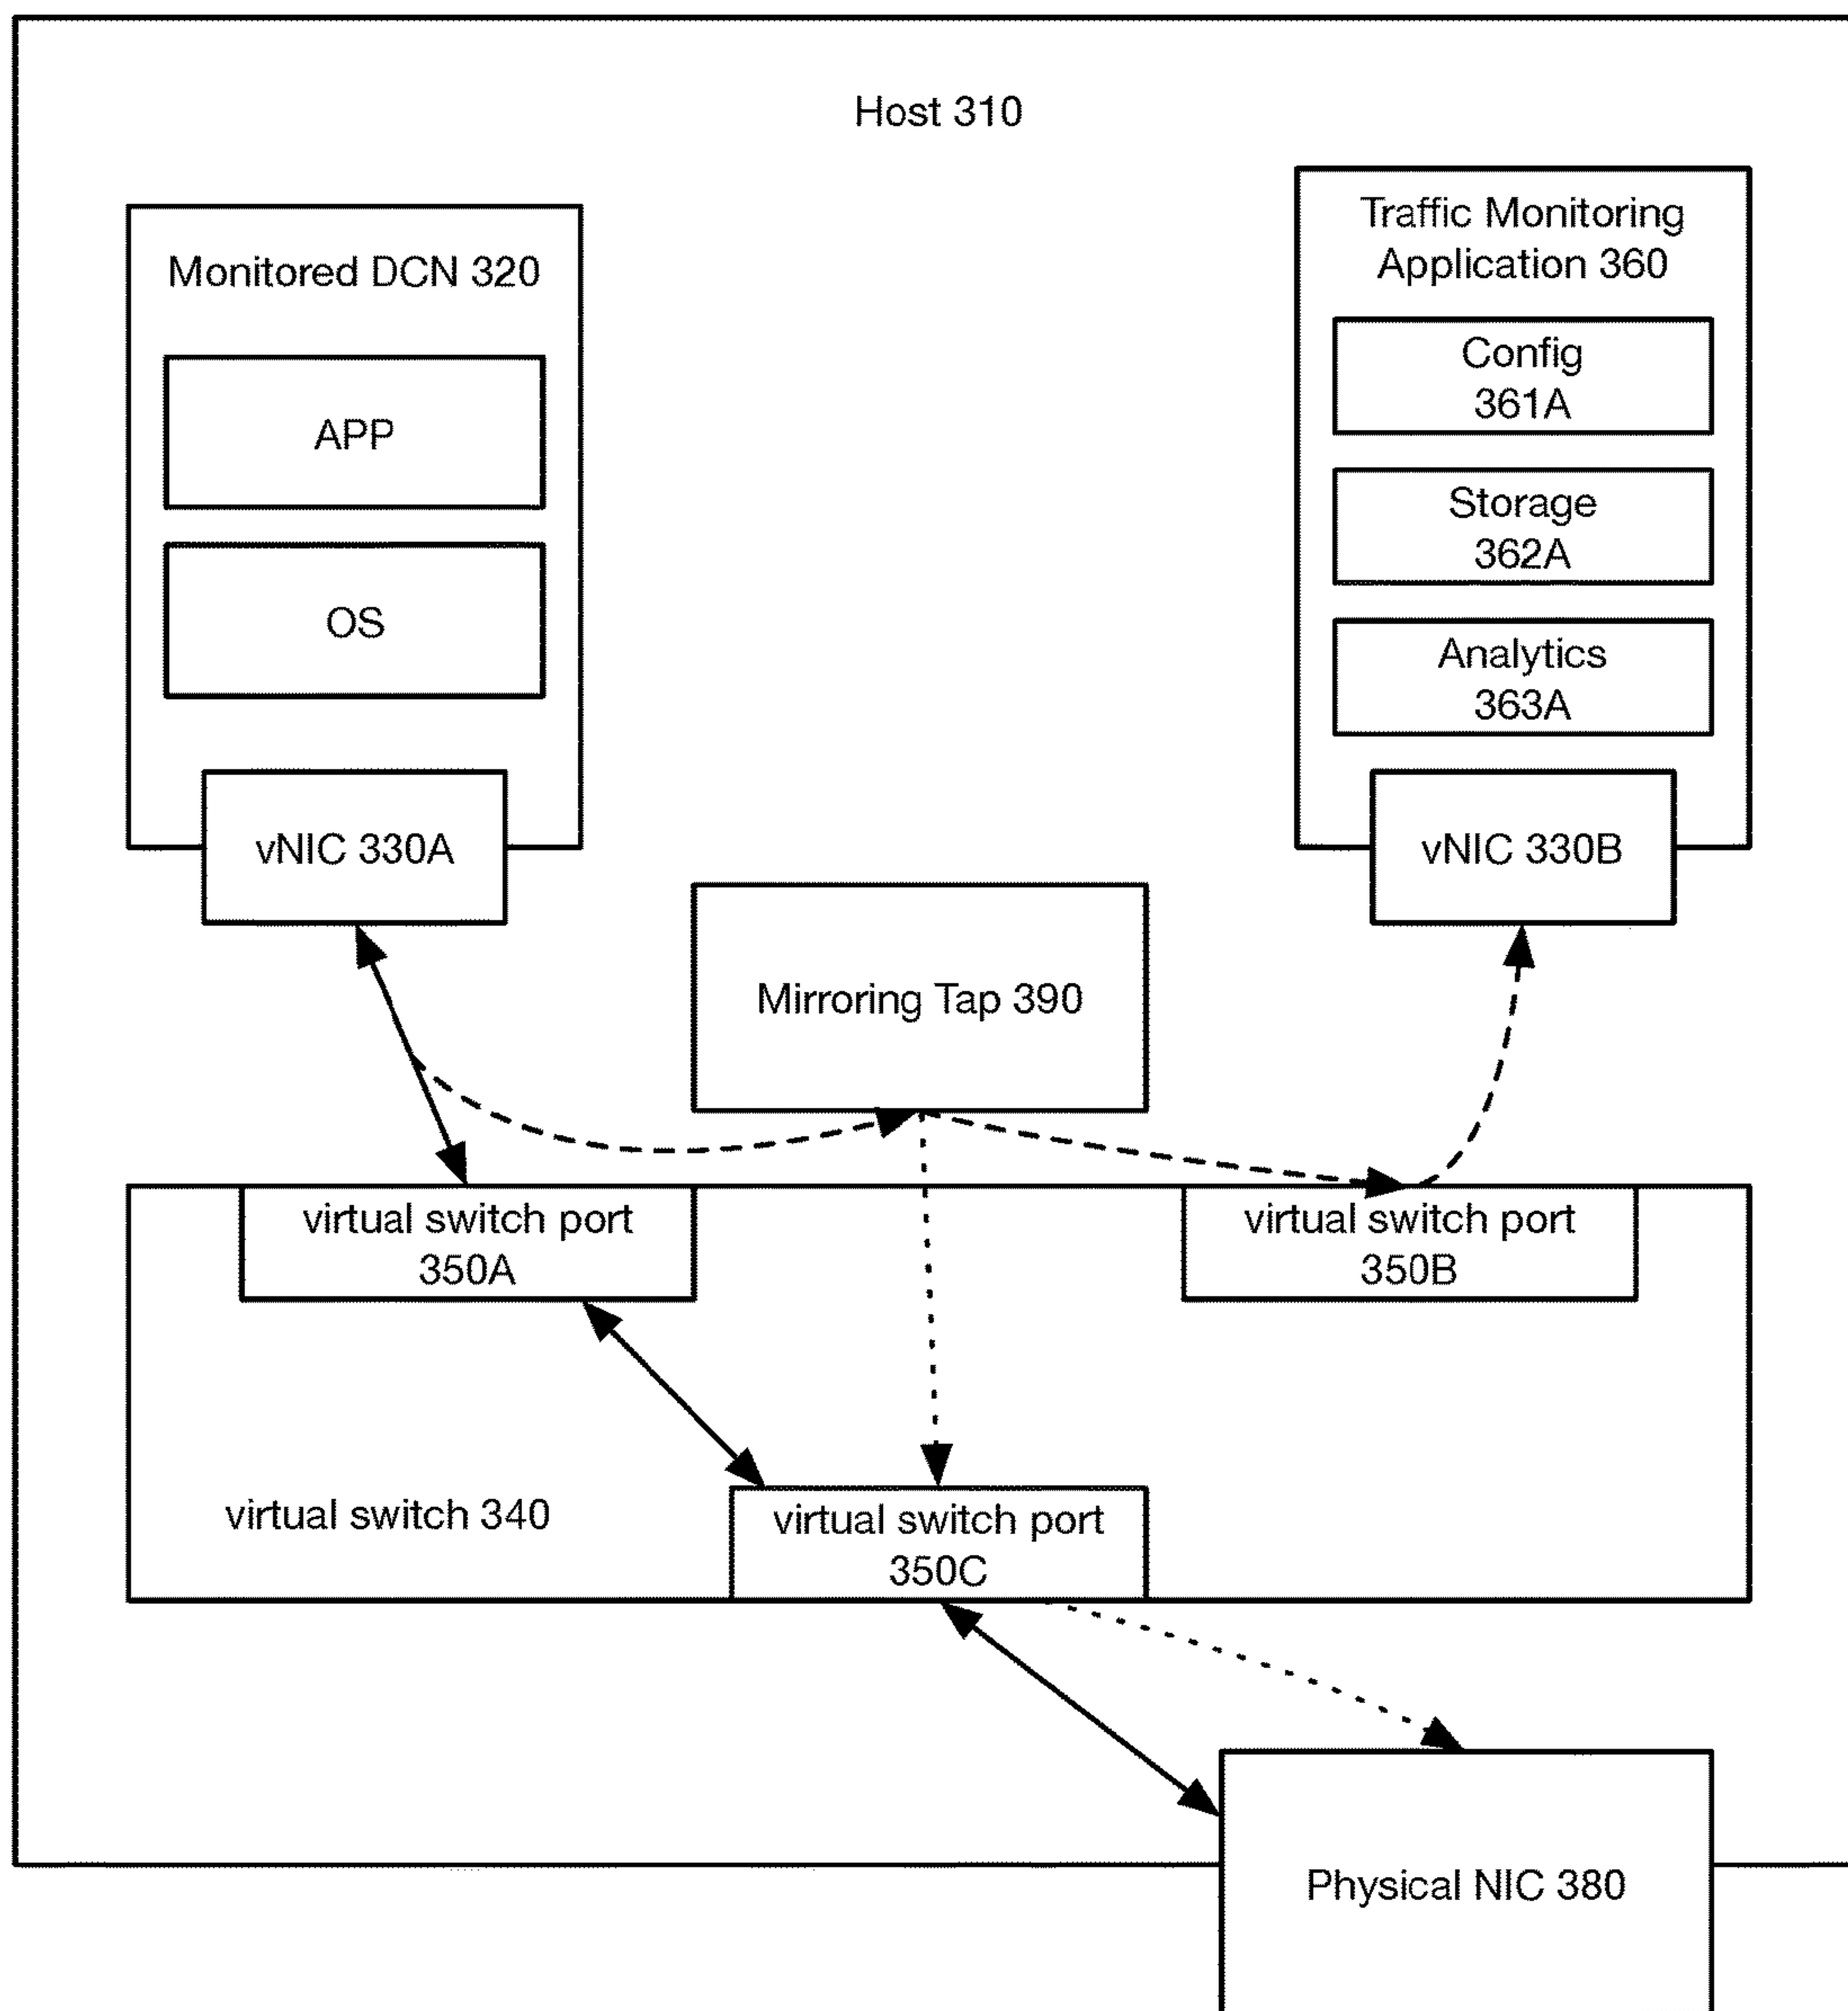 Host 310
Monitored DCN 320
APP
OS
vNIC 330A
Traffic Monitoring
Application 360
Config
361A
Storage
362A
Analytics
363A
vNIC 330B
Mirroring Tap 390
virtual switch port
350A
virtual switch port
350B
virtual switch 340
virtual switch port
350C
Physical NIC 380